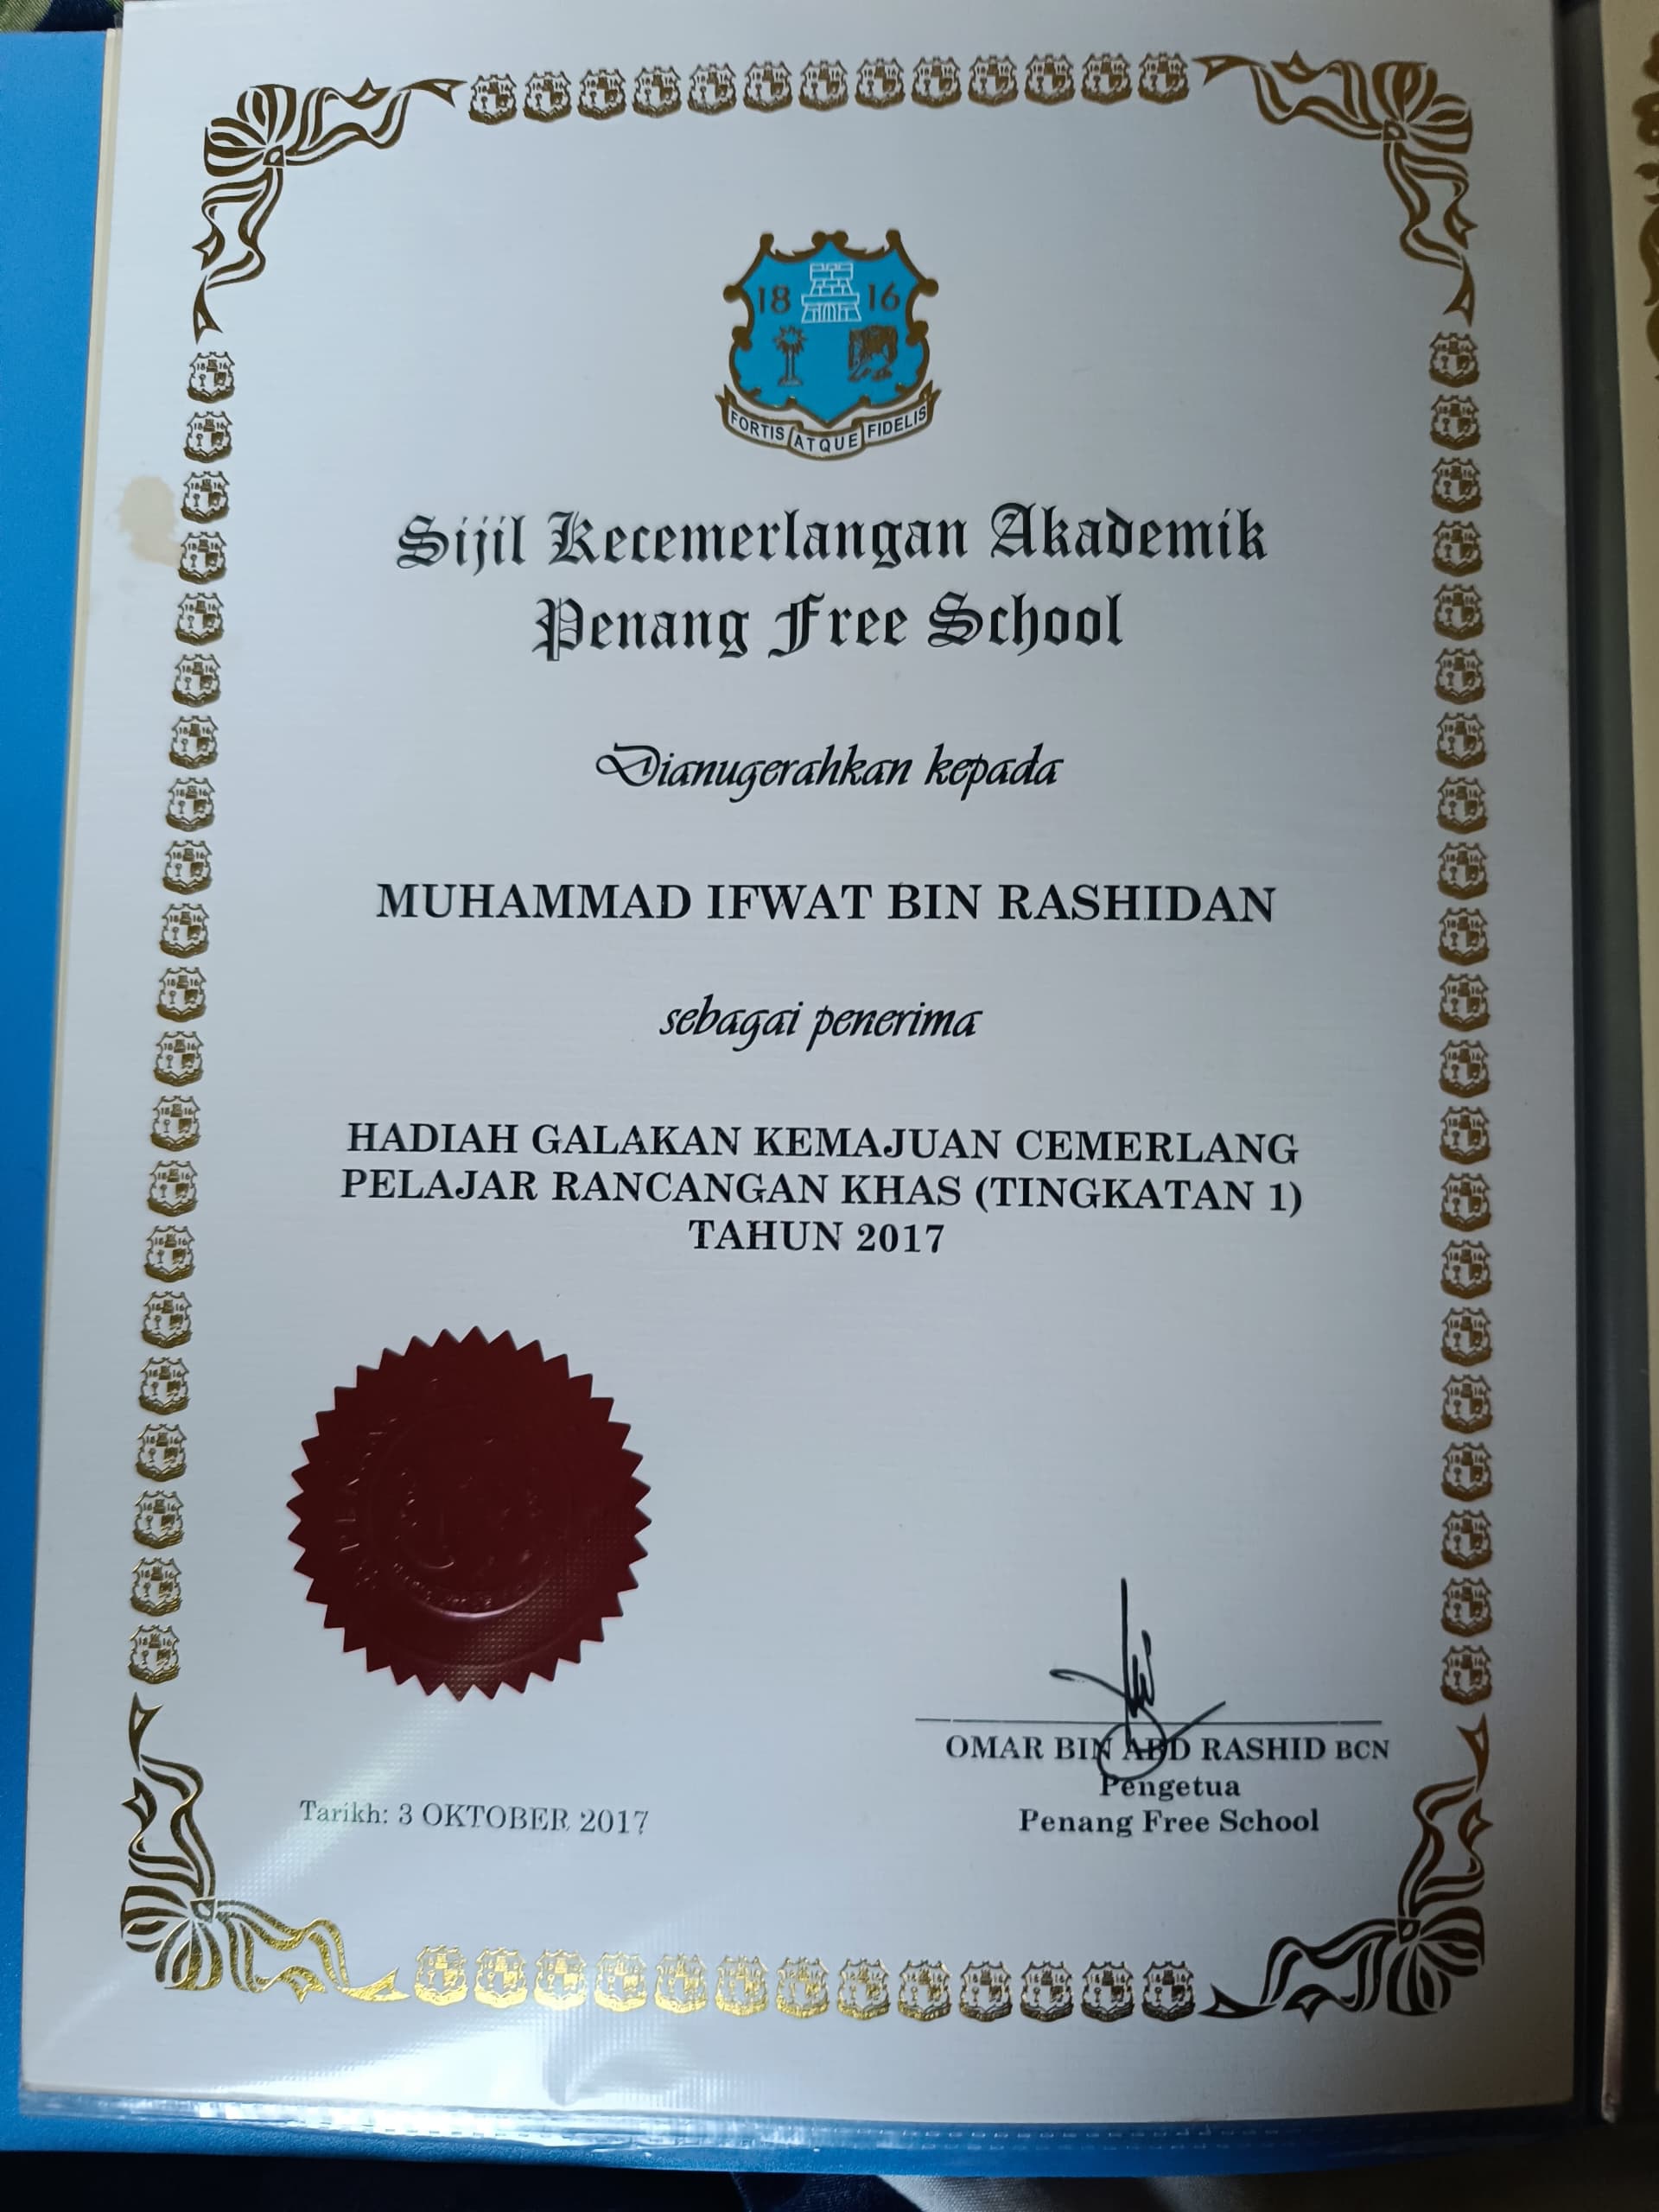 18 16
FORTIS ATQUE FIDELIS
Sijil Kecemerlangan Akademik
Penang Free School
Dianugerahkan kepada
MUHAMMAD IFWAT BIN RASHIDAN
sebagai penerima
HADIAH GALAKAN KEMAJUAN CEMERLANG
PELAJAR RANCANGAN KHAS (TINGKATAN 1)
TAHUN 2017
OMAR BIN ABD RASHID BCN
Pengetua
Penang Free School
Tarikh: 3 OKTOBER 2017